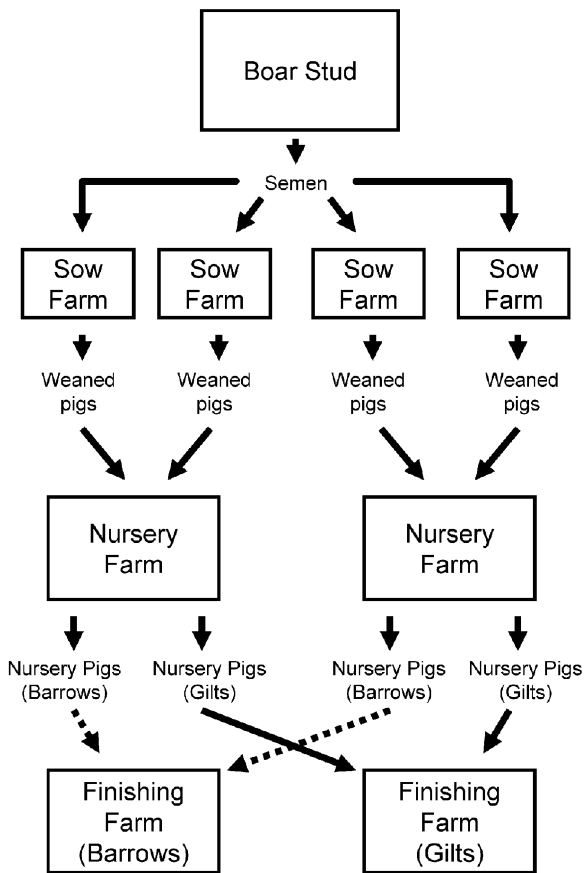 Boar Stud
Semen
Sow
Farm
Sow
Farm
Sow
Farm
Sow
Farm
Weaned
pigs
Weaned
pigs
Weaned
pigs
Weaned
pigs
Nursery
Farm
Nursery
Farm
Nursery Pigs
(Barrows)
Nursery Pigs
(Gilts)
Nursery Pigs
(Barrows)
Nursery Pigs
(Gilts)
Finishing
Farm
(Barrows)
Finishing
Farm
(Gilts)